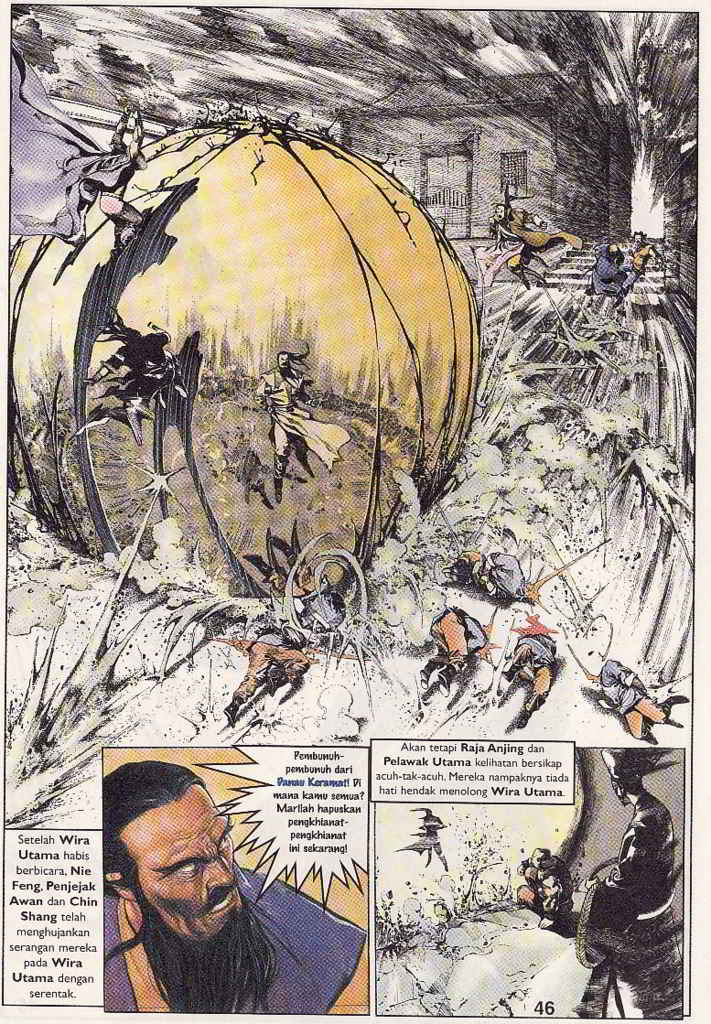 Setelah Wira
Utama habis
berbicara, Nie
Feng, Penjejak
Awan dan Chin
Shang telah
menghujankan
serangan mereka
pada Wira
Utama dengan
serentak.
Pembunuh-
pembunuh dari
Danau Keramat! Di
mana kamu semua?
Marilah hapuskan
pengkhianat-
pengkhianat
ini sekarang!
Akan tetapi Raja Anjing dan
Pelawak Utama kelihatan bersikap
acuh-tak-acuh. Mereka nampaknya tiada
hati hendak menolong Wira Utama.
46